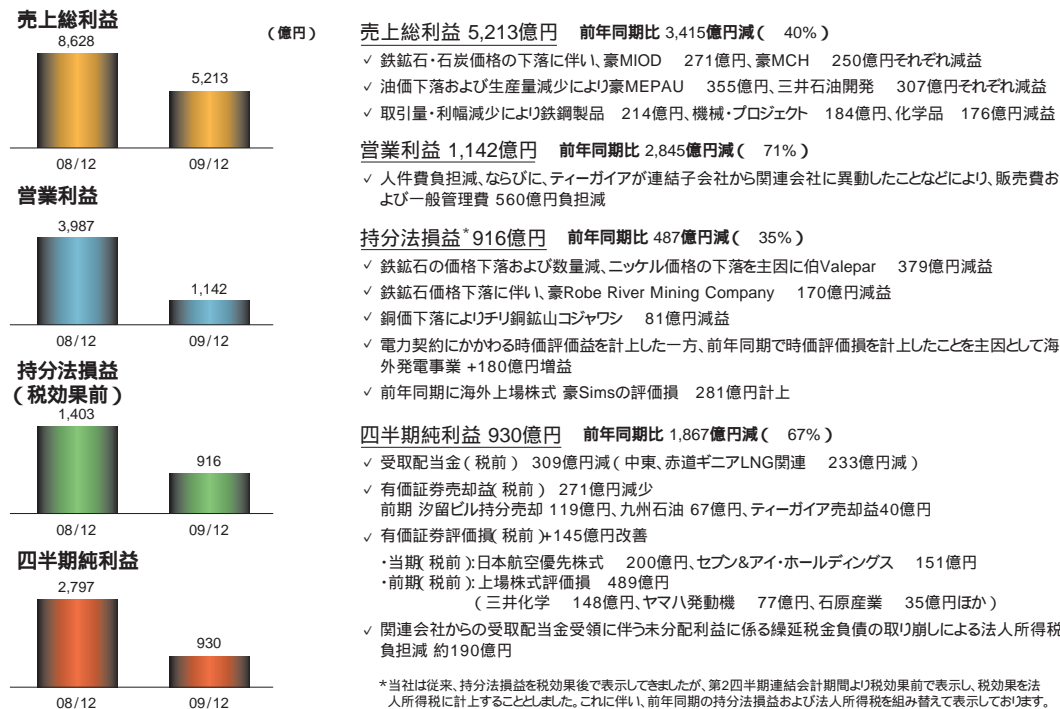 売上総利益
(億円)
8,628
5,213
08/12
09/12
営業利益
3,987
1,142
08/12
09/12
持分法損益
(税効果前)
1,403
916
08/12
09/12
四半期純利益
2,797
930
08/12
09/12
売上総利益 5,213億円 前年同期比 3,415億円減( 40%)
✓ 鉄鉱石・石炭価格の下落に伴い、豪MIOD 271億円、豪MCH 250億円それぞれ減益
✓ 油価下落および生産量減少により豪MEPAU 355億円、三井石油開発 307億円それぞれ減益
✓ 取引量・利幅減少により鉄鋼製品 214億円、機械・プロジェクト 184億円、化学品 176億円減益
営業利益 1,142億円 前年同期比 2,845億円減( 71%)
✓ 人件費負担減、ならびに、ティーガイアが連結子会社から関連会社に異動したことなどにより、販売費お
よび一般管理費 560億円負担減
持分法損益*916億円 前年同期比 487億円減( 35%)
✓ 鉄鉱石の価格下落および数量減、ニッケル価格の下落を主因に伯Valepar 379億円減益
✓ 鉄鉱石価格下落に伴い、豪Robe River Mining Company 170億円減益
✓ 銅価下落によりチリ銅鉱山コジャワシ 81億円減益
✓ 電力契約にかかわる時価評価益を計上した一方、前年同期で時価評価損を計上したことを主因として海
外発電事業 +180億円増益
✓ 前年同期に海外上場株式 豪Simsの評価損 281億円計上
四半期純利益 930億円 前年同期比 1,867億円減( 67%)
✓ 受取配当金(税前) 309億円減(中東、赤道ギニアLNG関連 233億円減)
✓ 有価証券売却益(税前) 271億円減少
前期 汐留ビル持分売却 119億円、九州石油 67億円、ティーガイア売却益40億円
✓ 有価証券評価損(税前)+145億円改善
・当期(税前):日本航空優先株式 200億円、セブン&アイ・ホールディングス 151億円
・前期(税前):上場株式評価損 489億円
(三井化学 148億円、ヤマハ発動機 77億円、石原産業 35億円ほか)
✓ 関連会社からの受取配当金受領に伴う未分配利益に係る繰延税金負債の取り崩しによる法人所得税
負担減 約190億円
*当社は従来、持分法損益を税効果後で表示してきましたが、第2四半期連結会計期間より税効果前で表示し、税効果を法
人所得税に計上することとしました。これに伴い、前年同期の持分法損益および法人所得税を組み替えて表示しております。